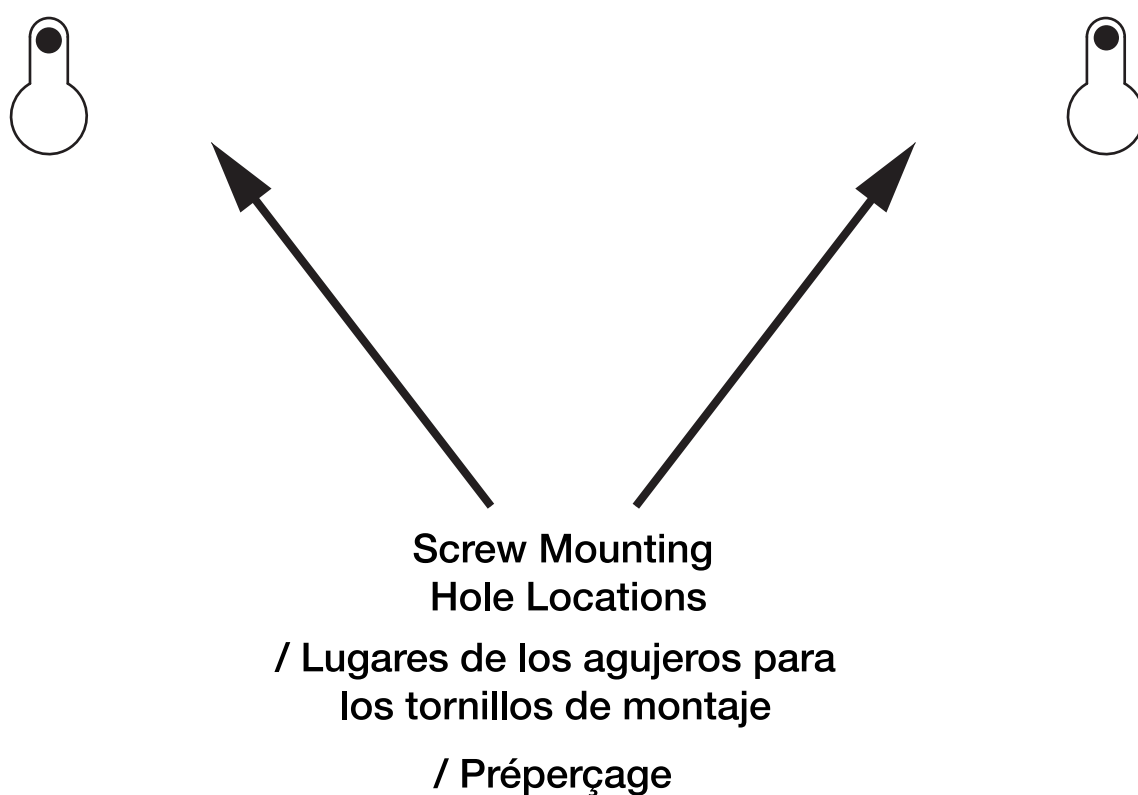 Screw Mounting
Hole Locations
/ Lugares de los agujeros para
los tornillos de montaje
/ Préperçage